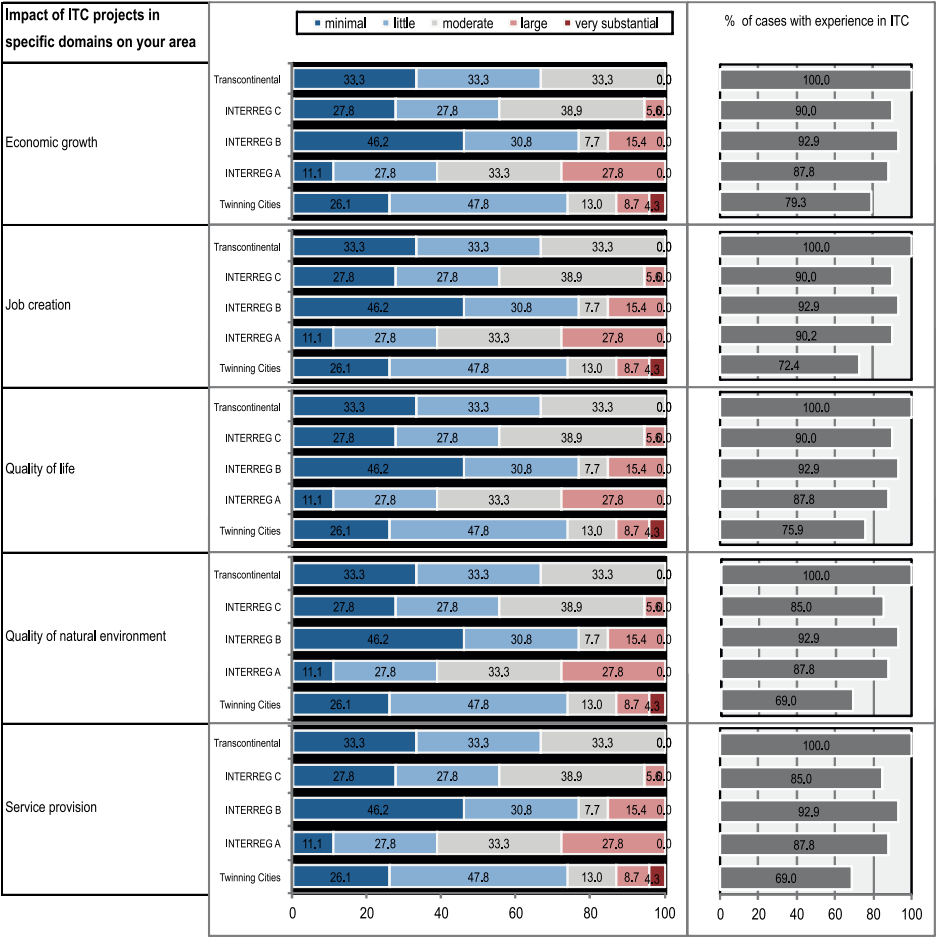 Impact of ITC projects in
specific domains on your area
minimal little moderate large very substantial
% of cases with experience in ITC
Economic growth
Transcontinental 33.3 33.3 33.3 0.0 100.0
INTERREG C 27.8 27.8 38.9 5.6 0.0 90.0
INTERREG B 46.2 30.8 7.7 15.4 0.0 92.9
INTERREG A 11.1 27.8 33.3 27.8 0.0 87.8
Twinning Cities 26.1 47.8 13.0 8.7 4.3 79.3
Job creation
Transcontinental 33.3 33.3 33.3 0.0 100.0
INTERREG C 27.8 27.8 38.9 5.6 0.0 90.0
INTERREG B 46.2 30.8 7.7 15.4 0.0 92.9
INTERREG A 11.1 27.8 33.3 27.8 0.0 90.2
Twinning Cities 26.1 47.8 13.0 8.7 4.3 72.4
Quality of life
Transcontinental 33.3 33.3 33.3 0.0 100.0
INTERREG C 27.8 27.8 38.9 5.6 0.0 90.0
INTERREG B 46.2 30.8 7.7 15.4 0.0 92.9
INTERREG A 11.1 27.8 33.3 27.8 0.0 87.8
Twinning Cities 26.1 47.8 13.0 8.7 4.3 75.9
Quality of natural environment
Transcontinental 33.3 33.3 33.3 0.0 100.0
INTERREG C 27.8 27.8 38.9 5.6 0.0 85.0
INTERREG B 46.2 30.8 7.7 15.4 0.0 92.9
INTERREG A 11.1 27.8 33.3 27.8 0.0 87.8
Twinning Cities 26.1 47.8 13.0 8.7 4.3 69.0
Service provision
Transcontinental 33.3 33.3 33.3 0.0 100.0
INTERREG C 27.8 27.8 38.9 5.6 0.0 85.0
INTERREG B 46.2 30.8 7.7 15.4 0.0 92.9
INTERREG A 11.1 27.8 33.3 27.8 0.0 87.8
Twinning Cities 26.1 47.8 13.0 8.7 4.3 69.0
0 20 40 60 80 100
0 20 40 60 80 100